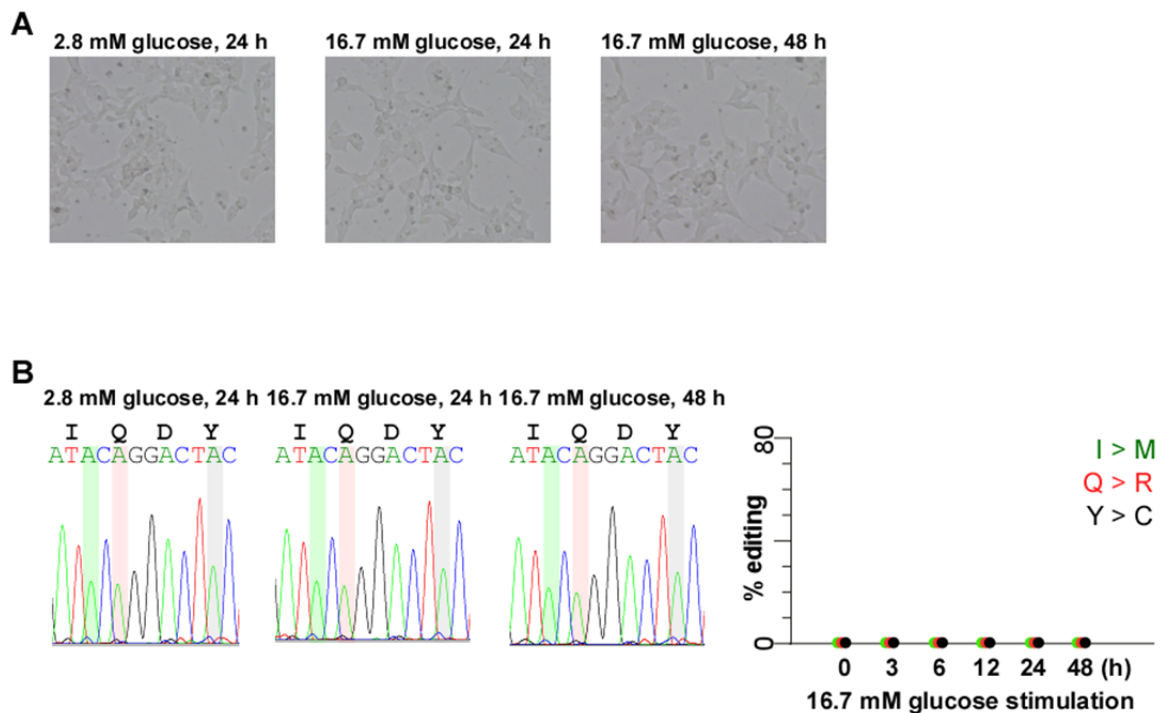 A
2.8 mM glucose, 24 h
16.7 mM glucose, 24 h
16.7 mM glucose, 48 h
B
2.8 mM glucose, 24 h
16.7 mM glucose, 24 h
16.7 mM glucose, 48 h
I Q D Y
ATACAGGACTAC
I Q D Y
ATACAGGACTAC
I Q D Y
ATACAGGACTAC
80
% editing
0
I > M
Q > R
Y > C
0 3 6 12 24 48 (h)
16.7 mM glucose stimulation